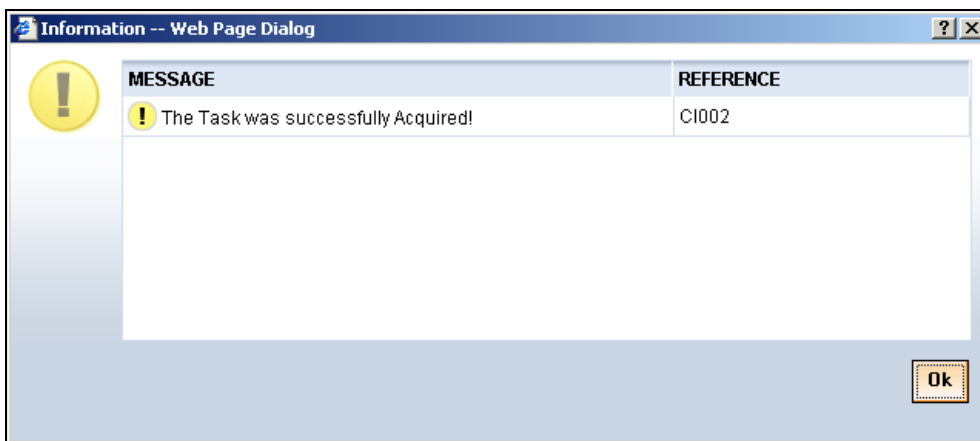 Information -- Web Page Dialog
MESSAGE REFERENCE
The Task was successfully Acquired! CI002
Ok